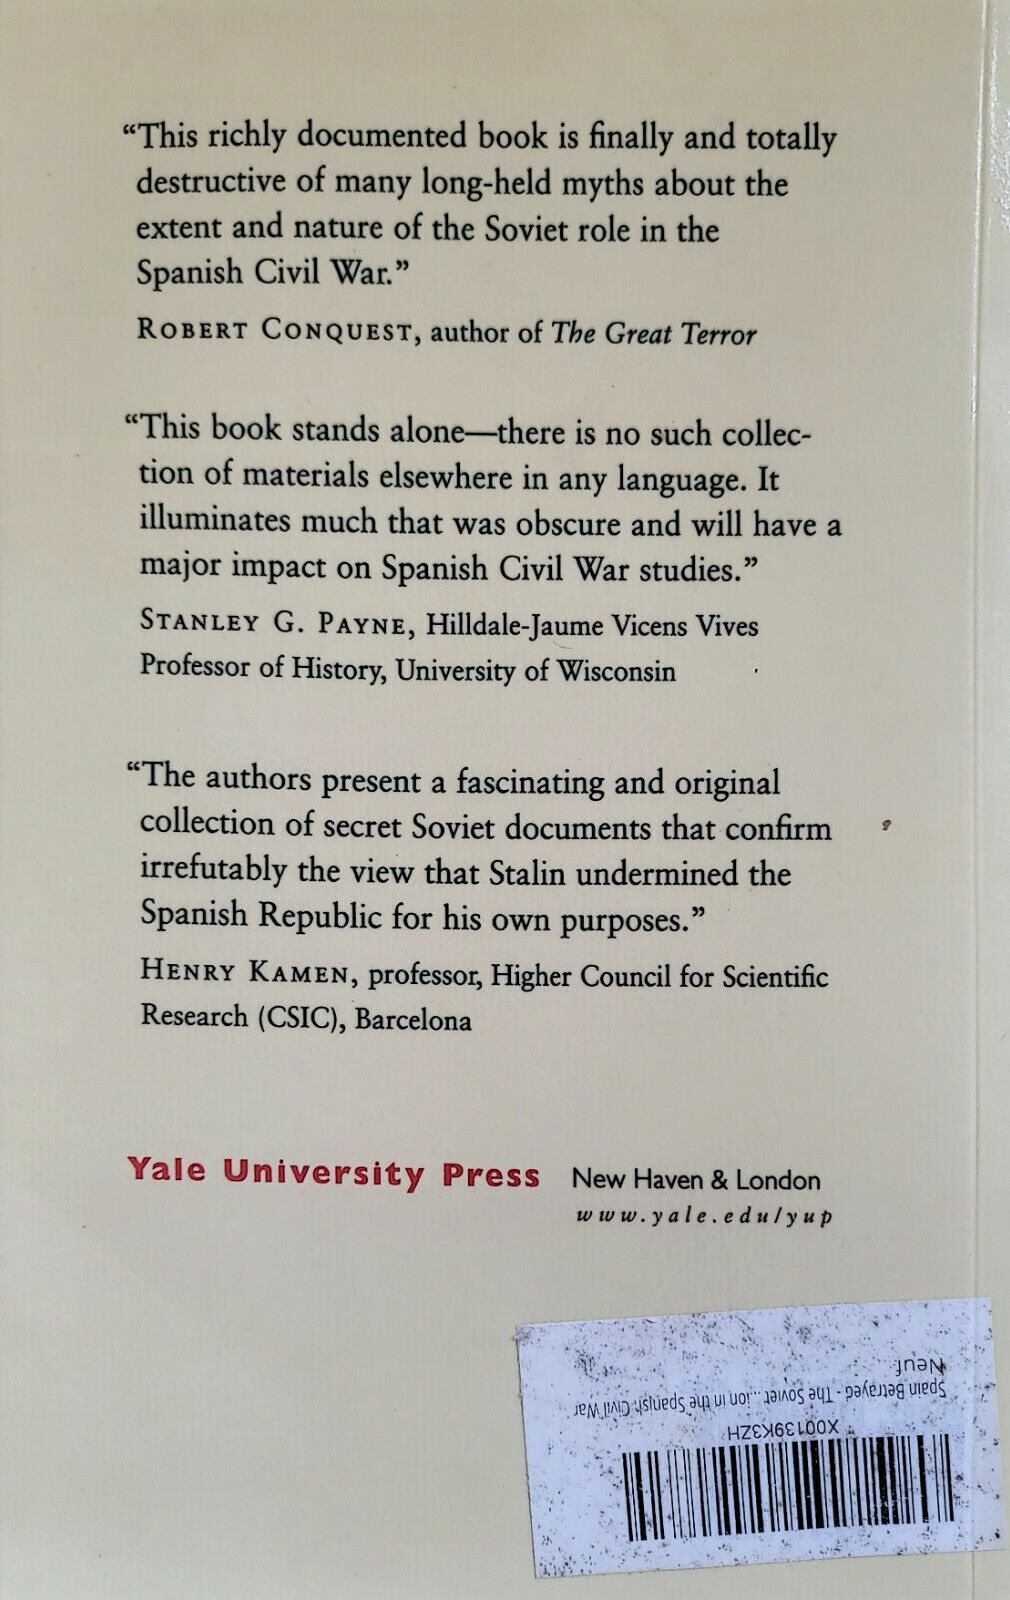 “This richly documented book is finally and totally
destructive of many long-held myths about the
extent and nature of the Soviet role in the
Spanish Civil War.”
ROBERT CONQUEST, author of The Great Terror
“This book stands alone—there is no such collec-
tion of materials elsewhere in any language. It
illuminates much that was obscure and will have a
major impact on Spanish Civil War studies.”
STANLEY G. PAYNE, Hilldale-Jaume Vicens Vives
Professor of History, University of Wisconsin
“The authors present a fascinating and original
collection of secret Soviet documents that confirm
irrefutably the view that Stalin undermined the
Spanish Republic for his own purposes.”
HENRY KAMEN, professor, Higher Council for Scientific
Research (CSIC), Barcelona
Yale University Press New Haven & London
www.yale.edu/yup
X00139K3ZH
Spain Betrayed - The Soviet ...ion in the Spanish Civil War
Neuf